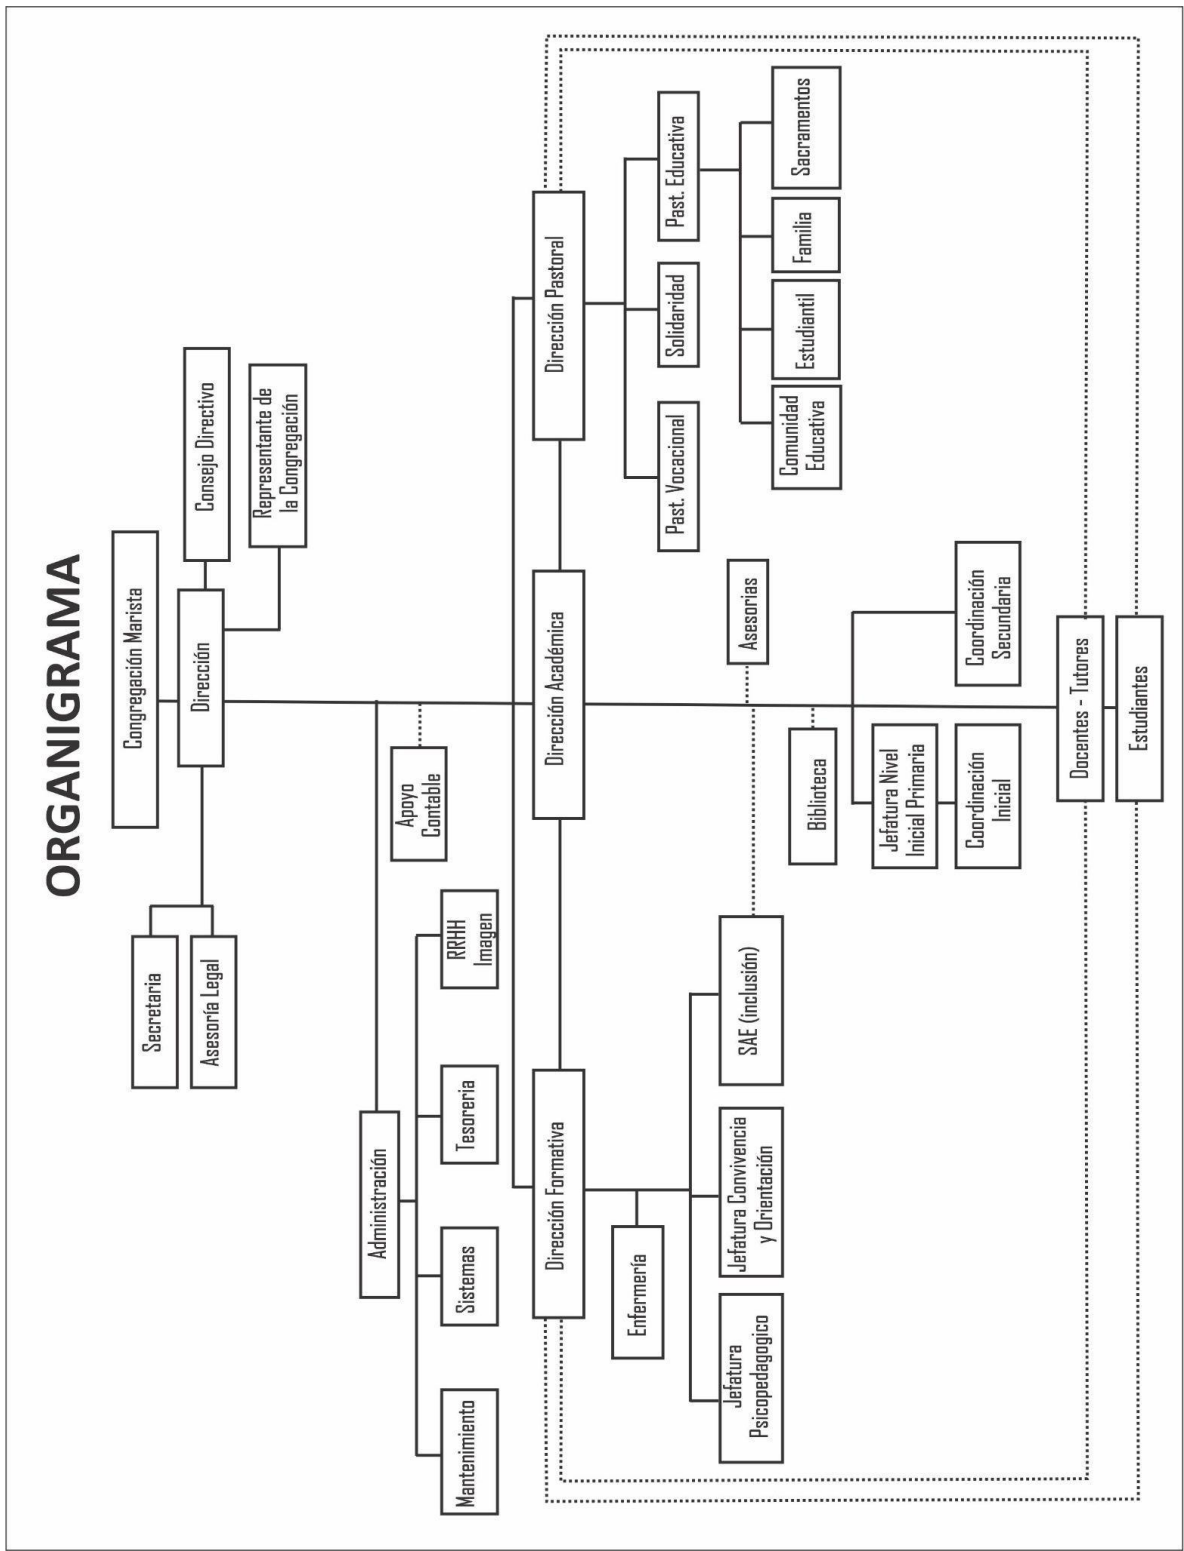 ORGANIGRAMA
Congregación Marista
Dirección
Consejo Directivo
Representante de
la Congregación
Secretaria
Asesoría Legal
Administración
Apoyo
Contable
Mantenimiento
Sistemas
Tesoreria
RRHH
Imagen
Dirección Formativa
Dirección Académica
Dirección Pastoral
Enfermería
Past. Vocacional
Solidaridad
Past. Educativa
Jefatura
Psicopedagogico
Jefatura Convivencia
y Orientación
SAE (inclusión)
Asesorias
Comunidad
Educativa
Estudiantil
Familia
Sacramentos
Biblioteca
Jefatura Nivel
Inicial Primaria
Coordinación
Inicial
Coordinación
Secundaria
Docentes - Tutores
Estudiantes